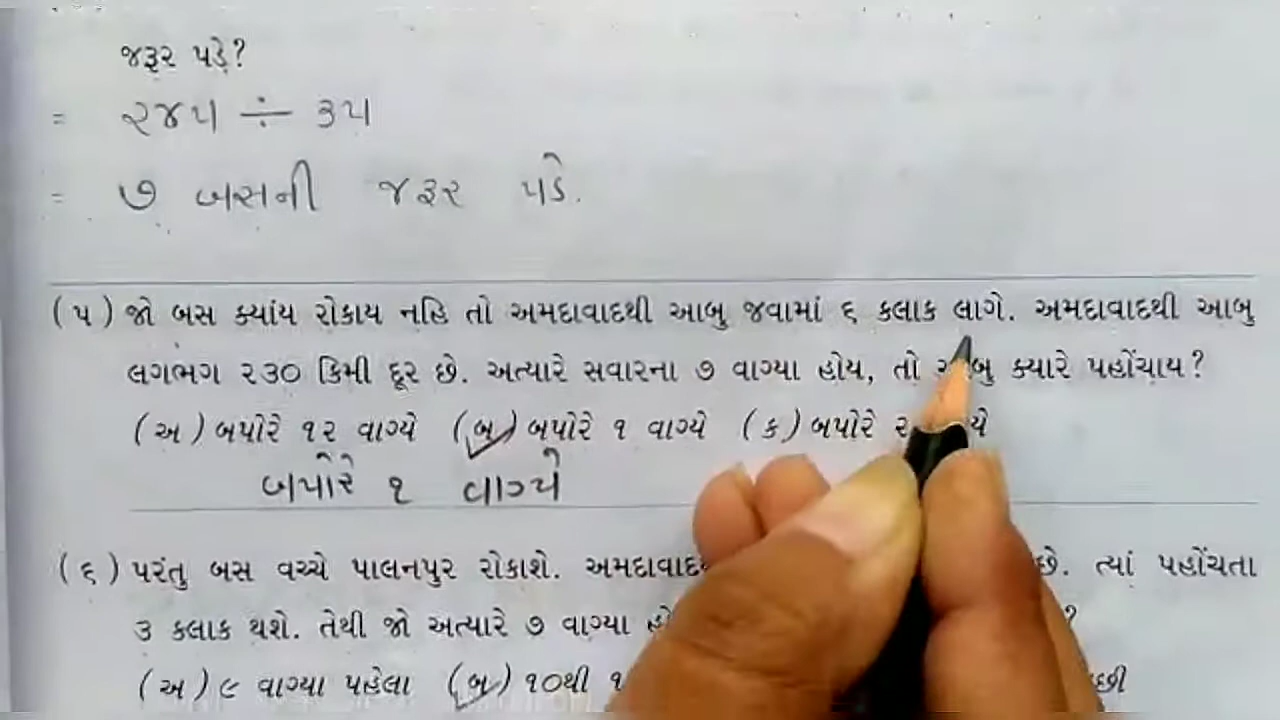 જરૂર પડે?
= ૨૪૫ ÷ ૩૫
= ૭ બસની જરૂર પડે.
(૫) જો બસ ક્યાંય રોકાય નહિ તો અમદાવાદથી આબુ જવામાં ૬ કલાક લાગે. અમદાવાદથી આબુ
લગભગ ૨૩૦ કિમી દૂર છે. અત્યારે સવારના ૭ વાગ્યા હોય, તો આબુ ક્યારે પહોંચાય?
(અ) બપોરે ૧૨ વાગ્યે (બ) બપોરે ૧ વાગ્યે (ક) બપોરે
બપોરે ૧ વાગ્યે
(૬) પરંતુ બસ વચ્ચે પાલનપુર રોકાશે. છે. ત્યાં પહોંચતા
૩ કલાક થશે. તેથી જો અત્યારે ૭ વાગ્યા
(અ) ૯ વાગ્યા પહેલા (બ) ૧૦થી